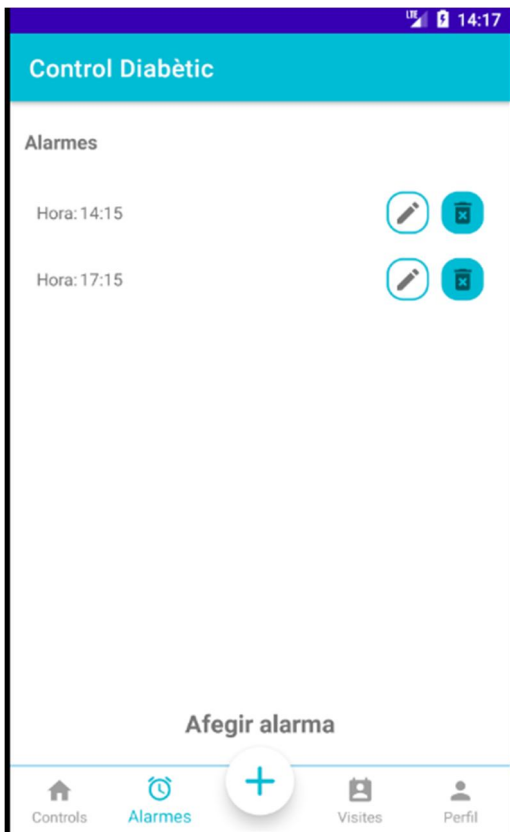 LTE 14:17
Control Diabètic
Alarmes
Hora: 14:15
Hora: 17:15
Afegir alarma
Controls Alarmes Visites Perfil